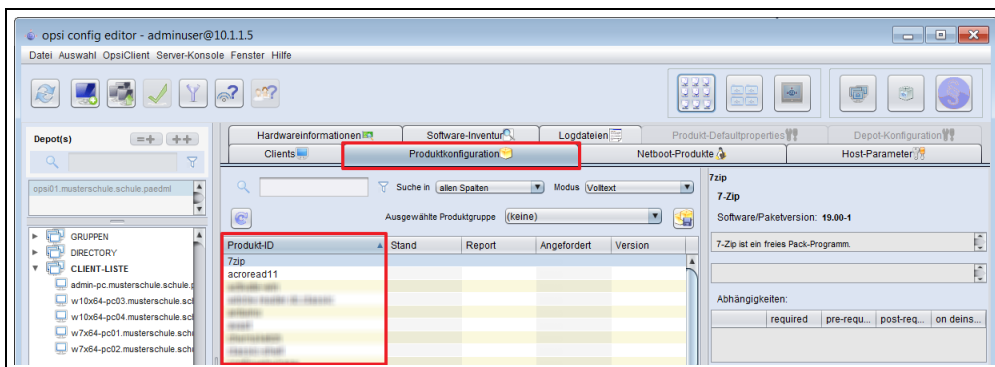 opsi config editor - adminuser@10.1.1.5
Datei Auswahl OpsiClient Server-Konsole Fenster Hilfe
Depot(s)
opsi01.musterschule.schule.paedml
GRUPPEN
DIRECTORY
CLIENT-LISTE
admin-pc.musterschule.schule.p
w10x64-pc03.musterschule.scl
w10x64-pc04.musterschule.scl
w7x64-pc01.musterschule.sch
w7x64-pc02.musterschule.sch
Hardwareinformationen Software-Inventur Logdateien Produkt-Defaultproperties Depot-Konfiguration
Clients Produktkonfiguration Netboot-Produkte Host-Parameter
Suche in allen Spalten Modus Volltext
Ausgewählte Produktgruppe (keine)
Produkt-ID Stand Report Angefordert Version
7zip
acroread11
7zip
7-Zip
Software/Paketversion: 19.00-1
7-Zip ist ein freies Pack-Programm.
Abhängigkeiten:
required pre-requ... post-req... on deins...